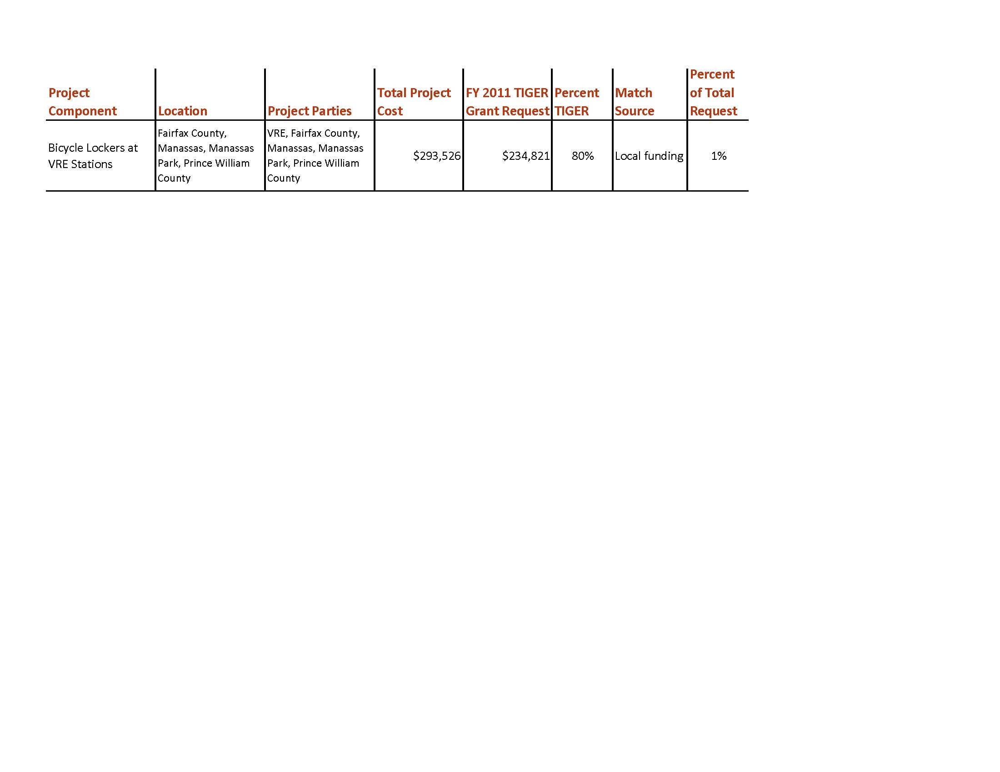 Project Component
Location
Project Parties
Total Project Cost
FY 2011 TIGER Grant Request
Percent TIGER
Match Source
Percent of Total Request
Bicycle Lockers at
VRE Stations
Fairfax County,
Manassas, Manassas
Park, Prince William
County
VRE, Fairfax County,
Manassas, Manassas
Park, Prince William
County
$293,526
$234,821
80%
Local funding
1%